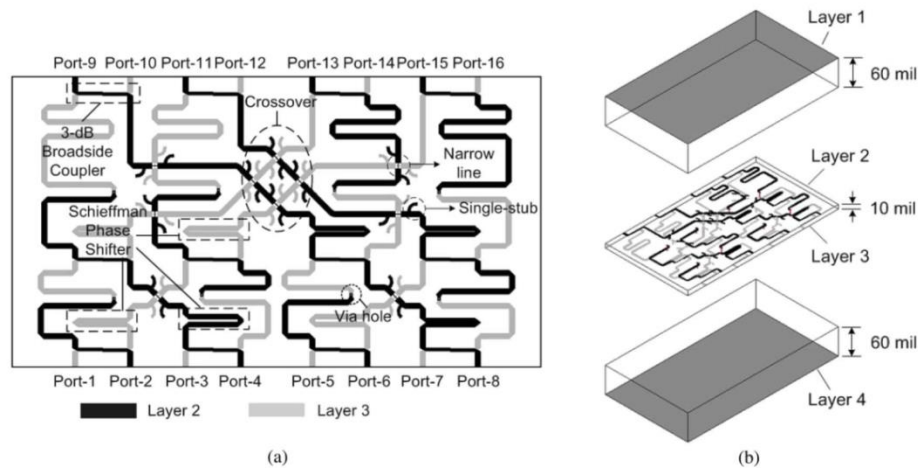 Port-9 Port-10 Port-11 Port-12 Port-13 Port-14 Port-15 Port-16
Crossover
3-dB
Broadside
Coupler
Narrow
line
Single-stub
Schieffman
Phase
Shifter
Via hole
Port-1 Port-2 Port-3 Port-4 Port-5 Port-6 Port-7 Port-8
Layer 2 Layer 3
(a)
Layer 1
60 mil
Layer 2
10 mil
Layer 3
60 mil
Layer 4
(b)